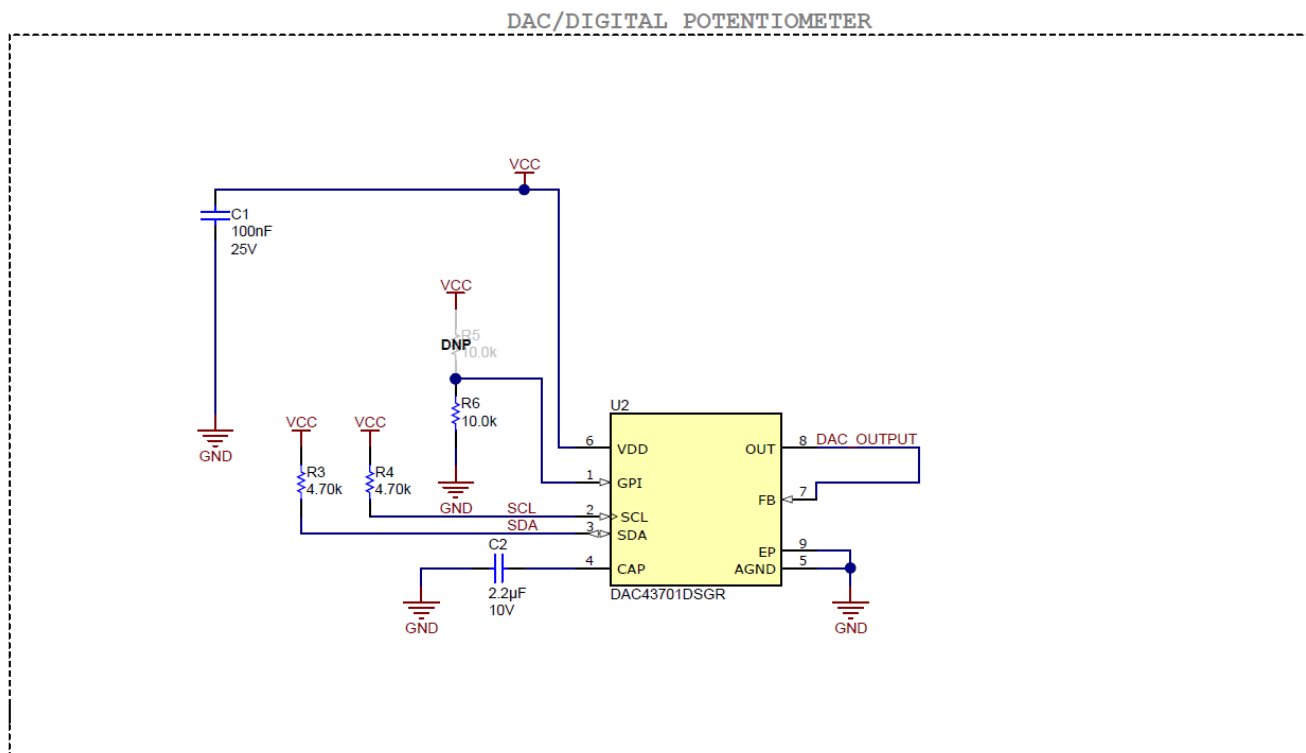 DAC/DIGITAL POTENTIOMETER
VCC
C1
100nF
25V
GND
VCC
R5
10.0k
DNP
R6
10.0k
GND
VCC
R3
4.70k
VCC
R4
4.70k
SCL
SDA
C2
2.2µF
10V
GND
U2
6 VDD
1 GPI
2 SCL
3 SDA
4 CAP
OUT 8 DAC_OUTPUT
FB 7
EP 9
AGND 5
DAC43701DSGR
GND